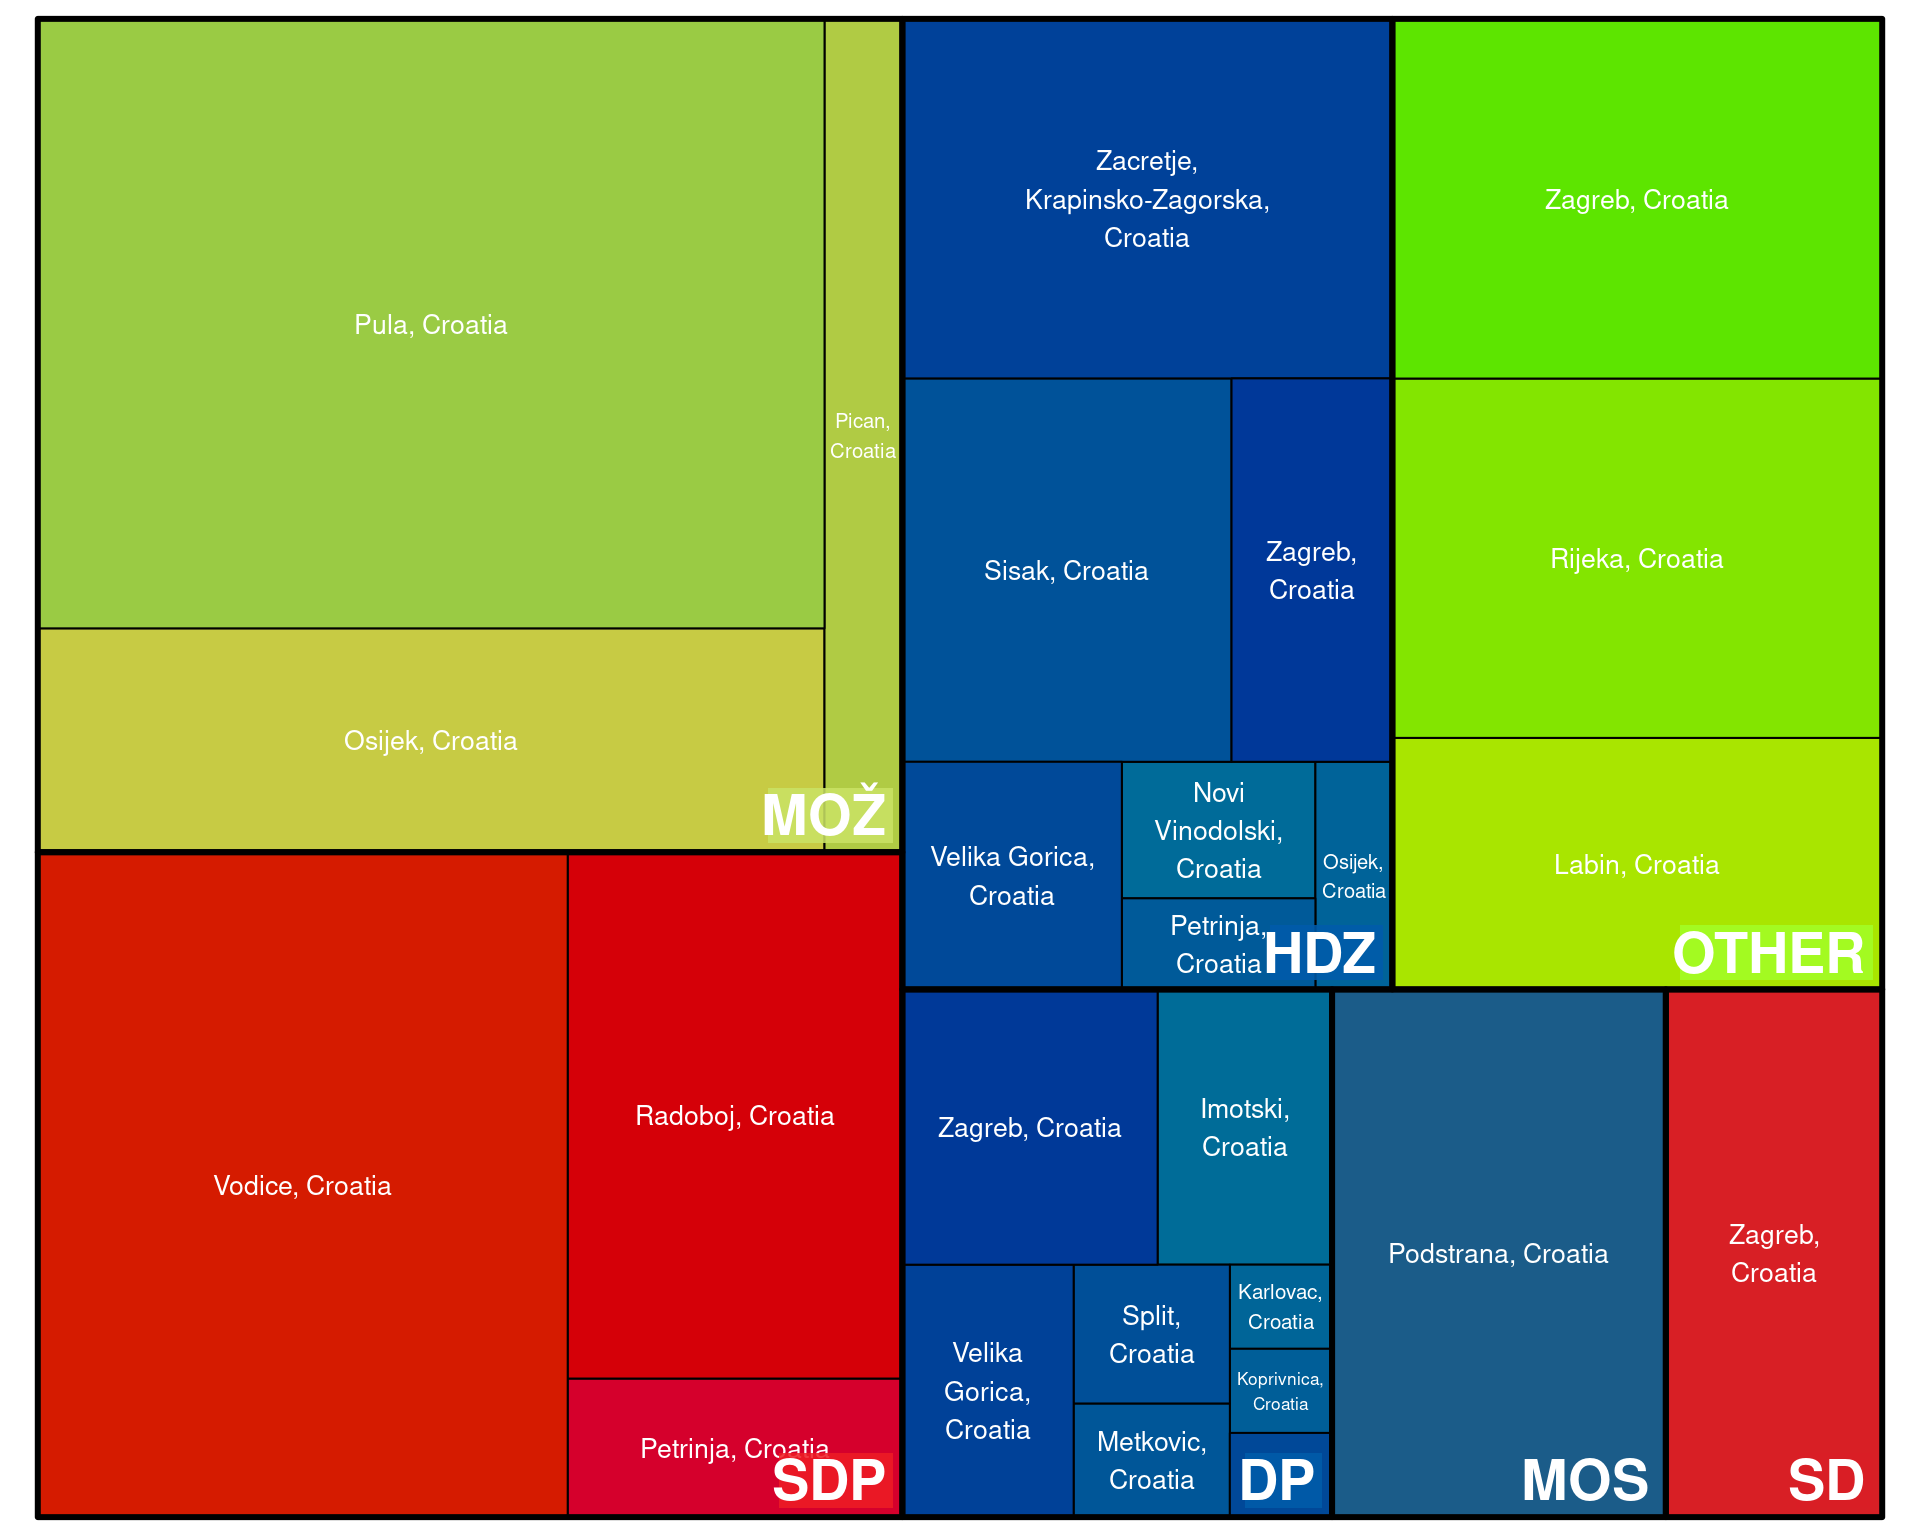 Pula, Croatia
Pican,
Croatia
Osijek, Croatia
MOŽ
Vodice, Croatia
Radoboj, Croatia
Petrinja, Croatia
SDP
Zacretje,
Krapinsko-Zagorska,
Croatia
Sisak, Croatia
Zagreb,
Croatia
Velika Gorica,
Croatia
Novi
Vinodolski,
Croatia
Petrinja,
Croatia
Osijek,
Croatia
HDZ
Zagreb, Croatia
Rijeka, Croatia
Labin, Croatia
OTHER
Zagreb, Croatia
Imotski,
Croatia
Velika
Gorica,
Croatia
Split,
Croatia
Metkovic,
Croatia
Karlovac,
Croatia
Koprivnica,
Croatia
DP
Podstrana, Croatia
MOS
Zagreb,
Croatia
SD